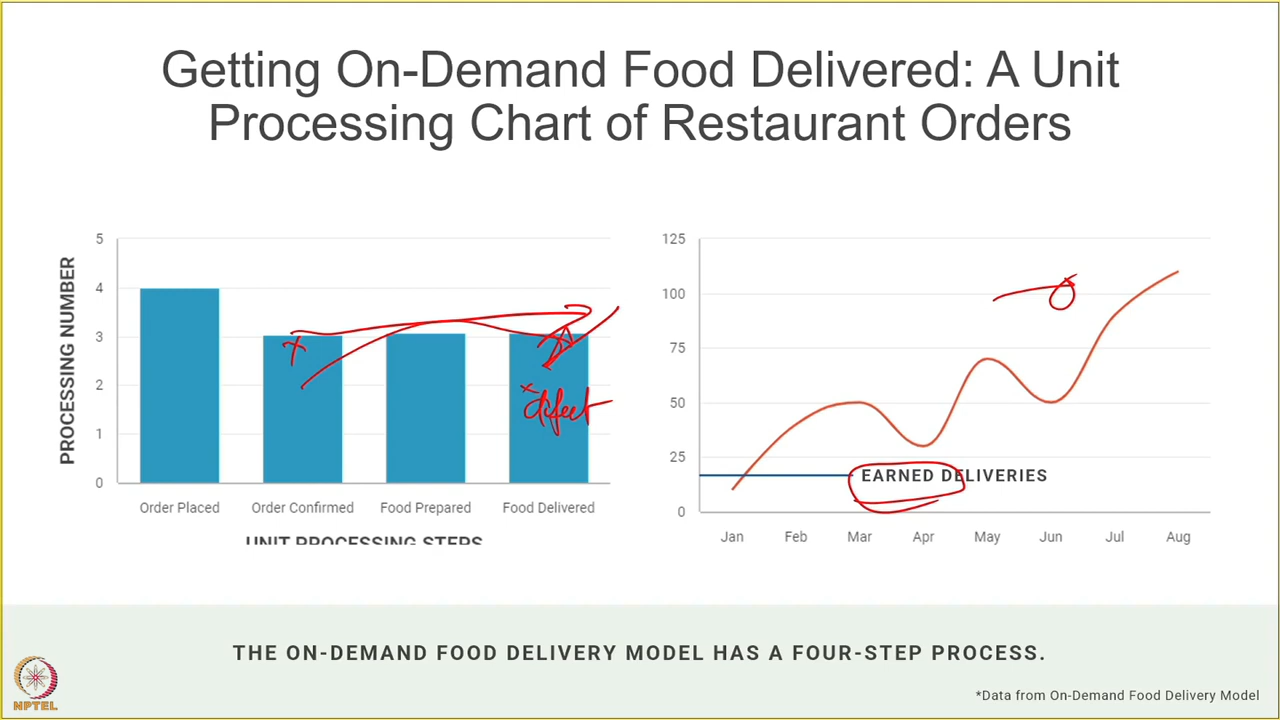 Getting On-Demand Food Delivered: A Unit
Processing Chart of Restaurant Orders
PROCESSING NUMBER
5
4
3
2
1
0
Order Placed
Order Confirmed
Food Prepared
Food Delivered
UNIT PROCESSING STEPS
defect
125
100
75
50
25
0
EARNED DELIVERIES
Jan
Feb
Mar
Apr
May
Jun
Jul
Aug
THE ON-DEMAND FOOD DELIVERY MODEL HAS A FOUR-STEP PROCESS.
*Data from On-Demand Food Delivery Model
NPTEL